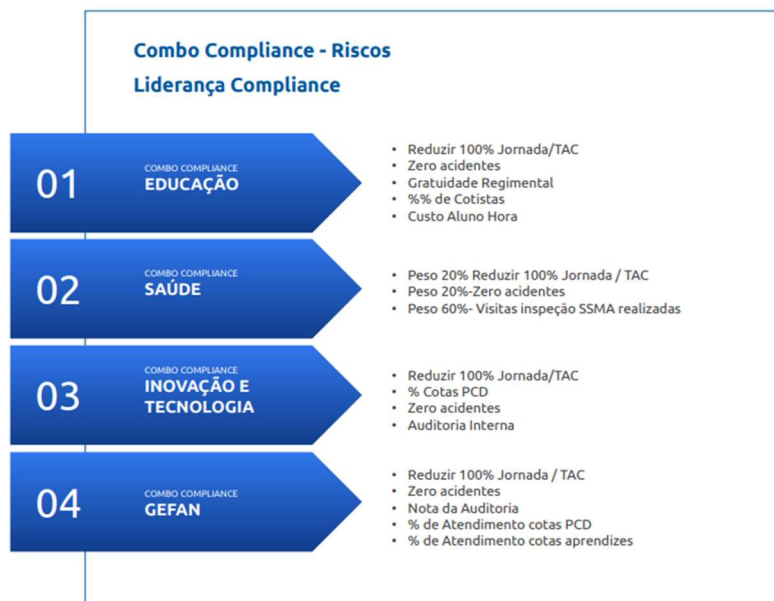 Combo Compliance - Riscos
Liderança Compliance
01
COMBO COMPLIANCE
EDUCAÇÃO
• Reduzir 100% Jornada/TAC
• Zero acidentes
• Gratuidade Regimental
• %% de Cotistas
• Custo Aluno Hora
02
COMBO COMPLIANCE
SAÚDE
• Peso 20% Reduzir 100% Jornada / TAC
• Peso 20%-Zero acidentes
• Peso 60%- Visitas inspeção SSMA realizadas
03
COMBO COMPLIANCE
INOVAÇÃO E
TECNOLOGIA
• Reduzir 100% Jornada/TAC
• % Cotas PCD
• Zero acidentes
• Auditoria Interna
04
COMBO COMPLIANCE
GEFAN
• Reduzir 100% Jornada / TAC
• Zero acidentes
• Nota da Auditoria
• % de Atendimento cotas PCD
• % de Atendimento cotas aprendizes